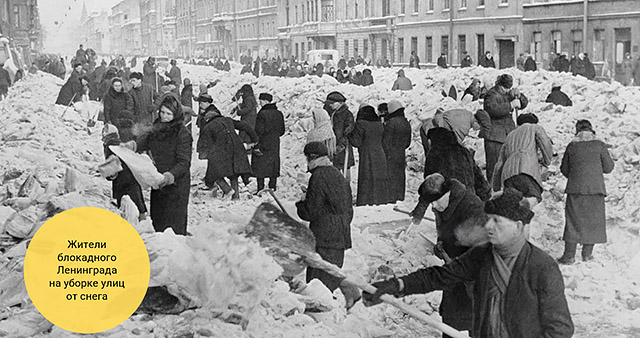 Жители
блокадного
Ленинграда
на уборке улиц
от снега